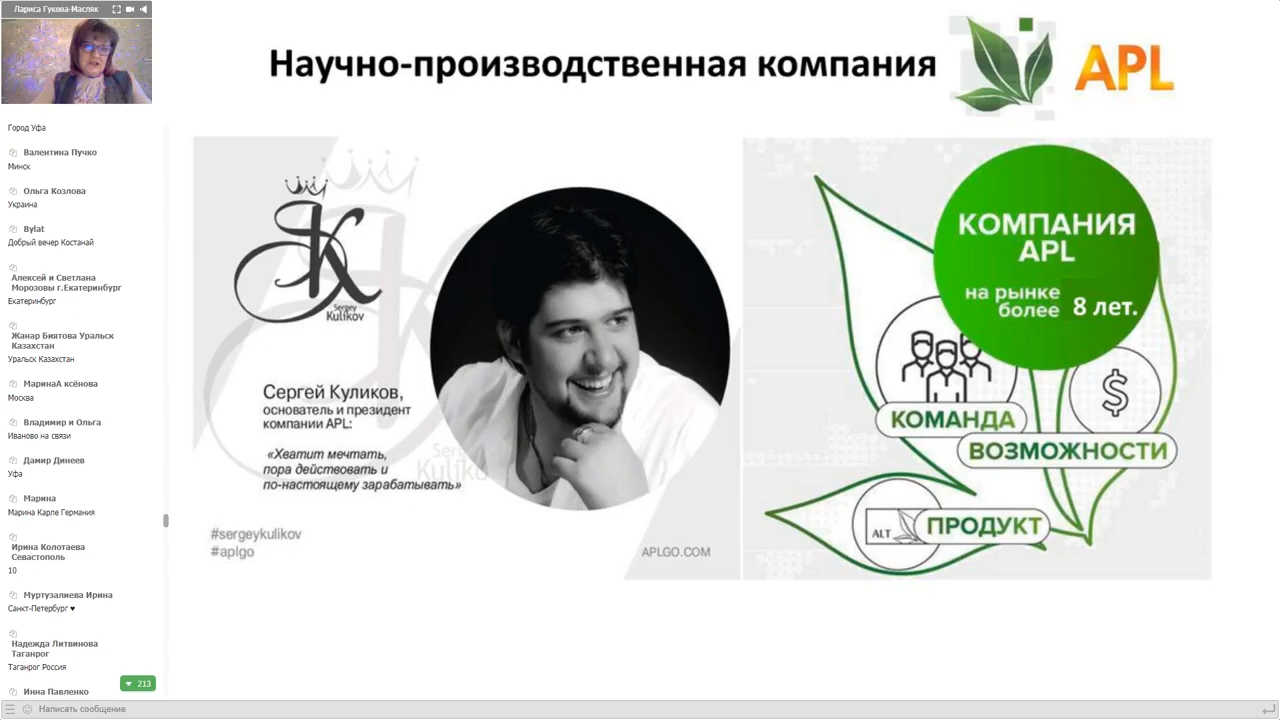 Лариса Гукова-Масляк
Город Уфа
Валентина Пучко
Минск
Ольга Козлова
Украина
Bylat
Добрый вечер Костанай
Алексей и Светлана
Морозовы г.Екатеринбург
Екатеринбург
Жанар Биятова Уральск
Казахстан
Уральск Казахстан
МаринаА ксёнова
Москва
Владимир и Ольга
Иваново на связи
Дамир Динеев
Уфа
Марина
Марина Карле Германия
Ирина Колотаева
Севастополь
10
Муртузалиева Ирина
Санкт-Петербург ♥
Надежда Литвинова
Таганрог
Таганрог Россия
Инна Павленко
213
Написать сообщение
Научно-производственная компания
APL
SK
Sergey
Kulikov
Сергей Куликов,
основатель и президент
компании APL:
«Хватит мечтать,
пора действовать и
по-настоящему зарабатывать»
#sergeykulikov
#aplgo
APLGO.COM
КОМПАНИЯ
APL
на рынке
более 8 лет.
КОМАНДА
$
ВОЗМОЖНОСТИ
ALT
ПРОДУКТ